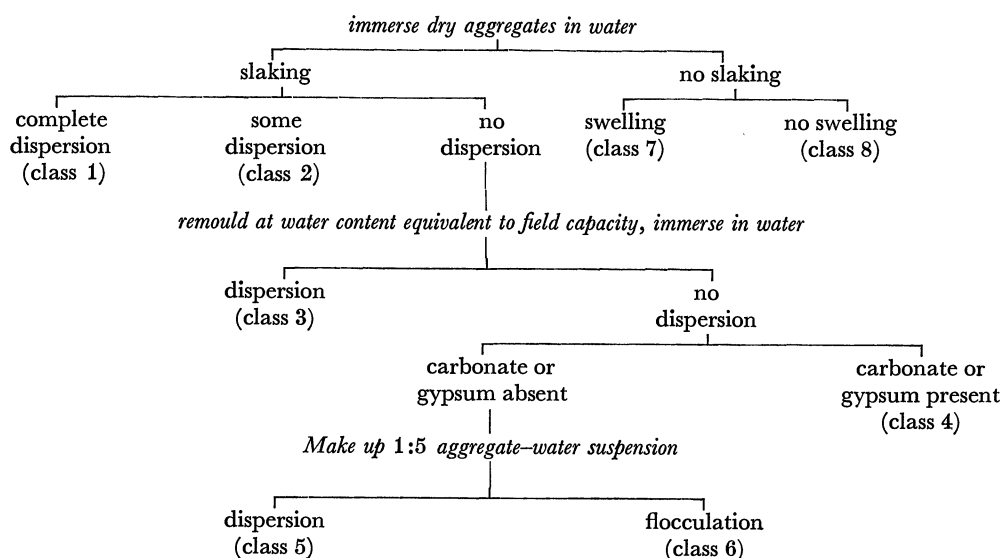 immerse dry aggregates in water
slaking
no slaking
complete
dispersion
(class 1)
some
dispersion
(class 2)
no
dispersion
swelling
(class 7)
no swelling
(class 8)
remould at water content equivalent to field capacity, immerse in water
dispersion
(class 3)
no
dispersion
carbonate or
gypsum absent
carbonate or
gypsum present
(class 4)
Make up 1:5 aggregate–water suspension
dispersion
(class 5)
flocculation
(class 6)